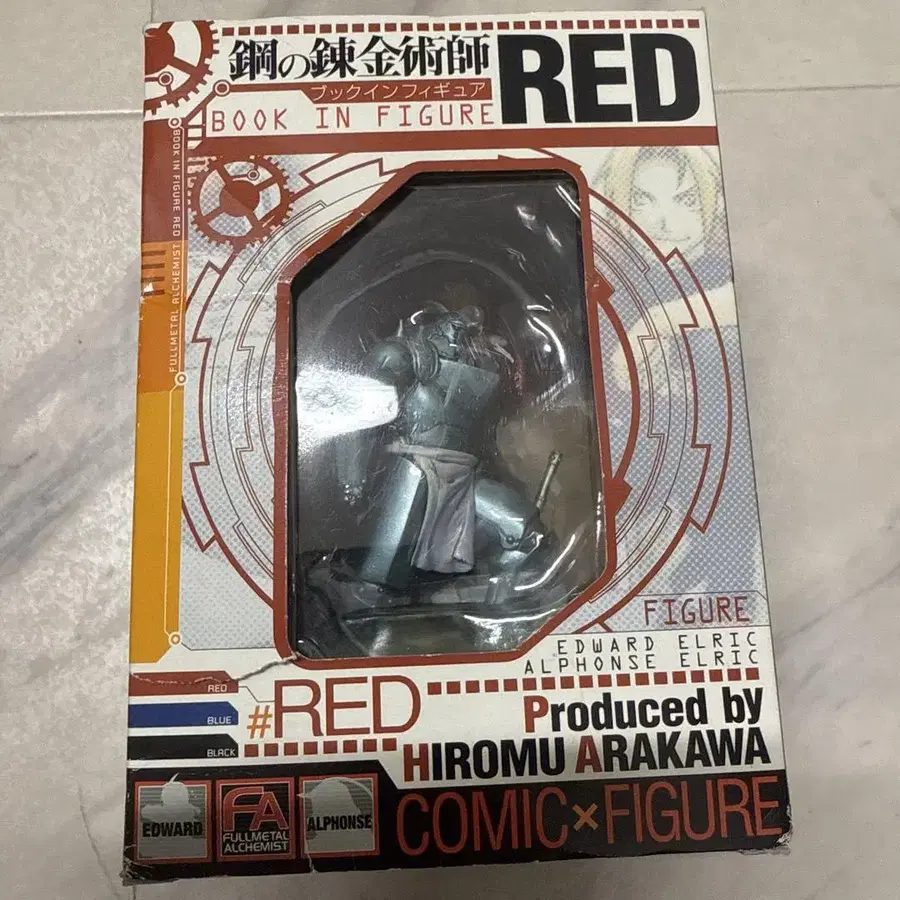 鋼の錬金術師
ブックインフィギュア
BOOK IN FIGURE
RED
BOOK IN FIGURE RED
FULLMETAL ALCHEMIST
FIGURE
EDWARD ELRIC
ALPHONSE ELRIC
RED
BLUE
BLACK
#RED
Produced by
HIROMU ARAKAWA
EDWARD
FA
FULLMETAL
ALCHEMIST
ALPHONSE
COMIC×FIGURE